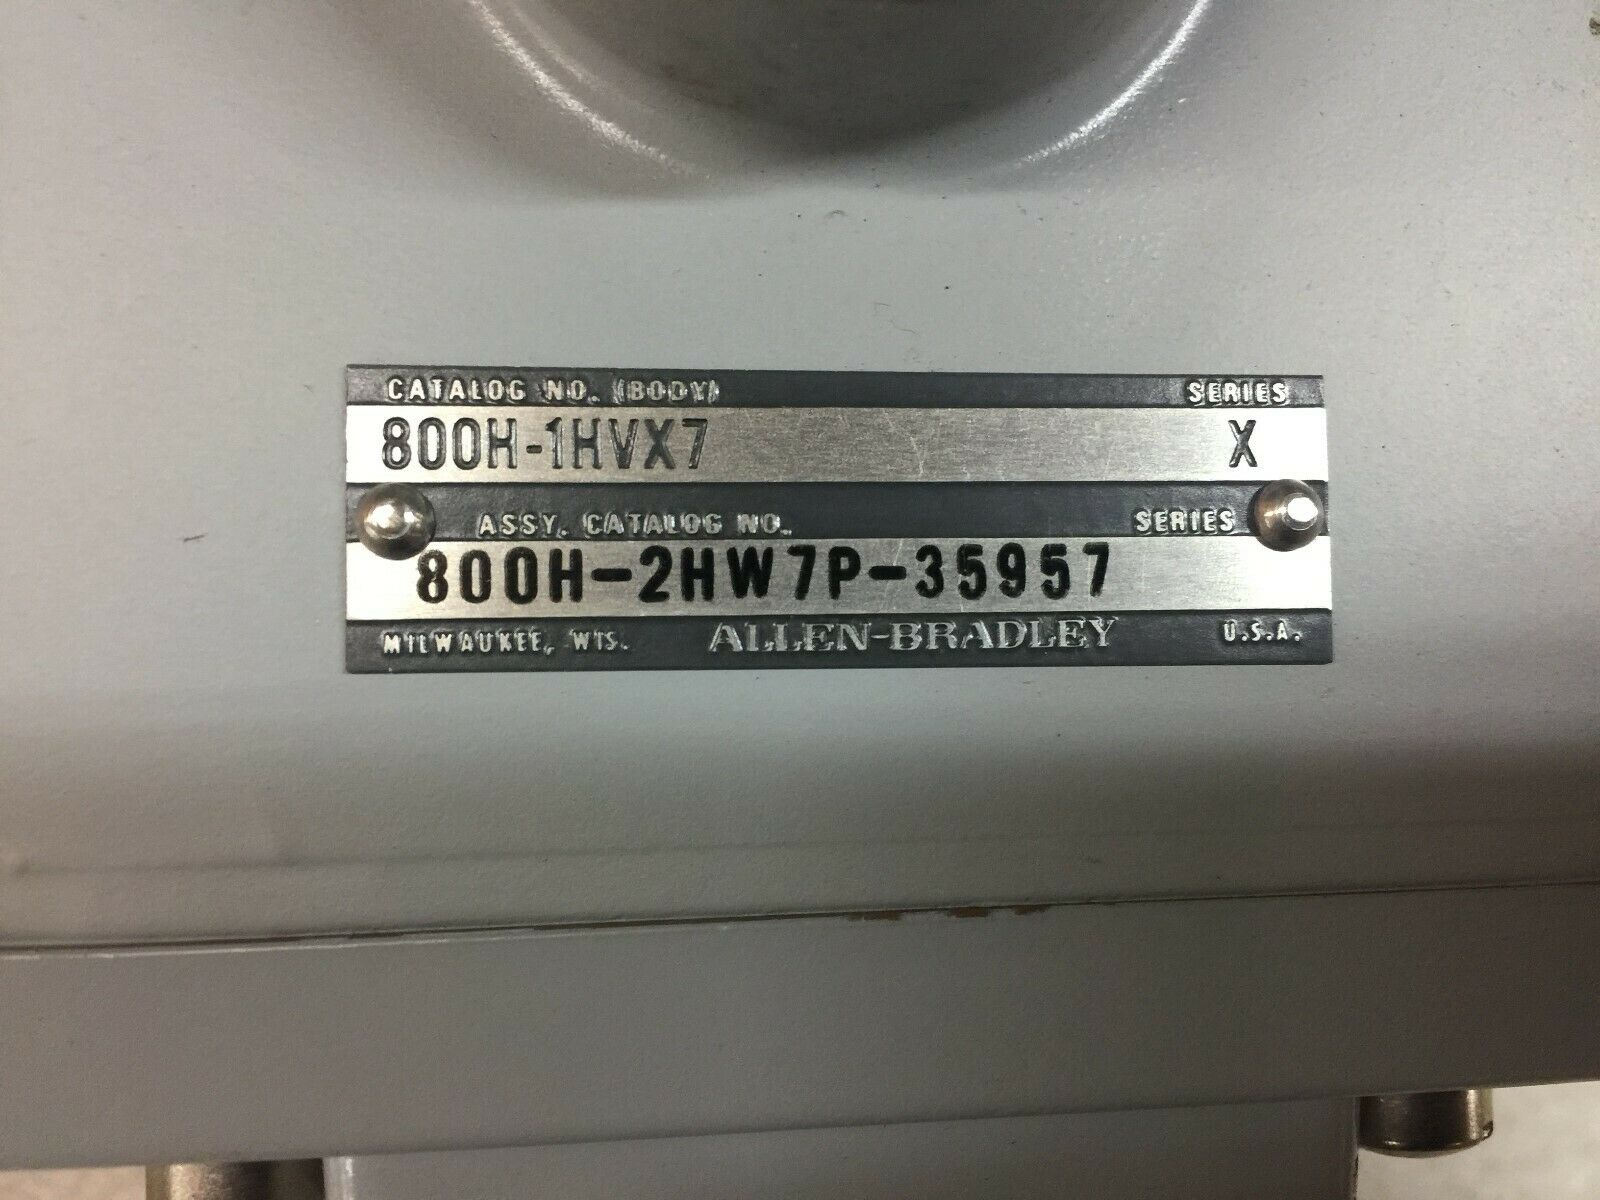 CATALOG NO. (BODY) SERIES
800H-1HVX7 X
ASSY. CATALOG NO. SERIES
800H-2HW7P-35957
MILWAUKEE, WIS. ALLEN-BRADLEY U.S.A.